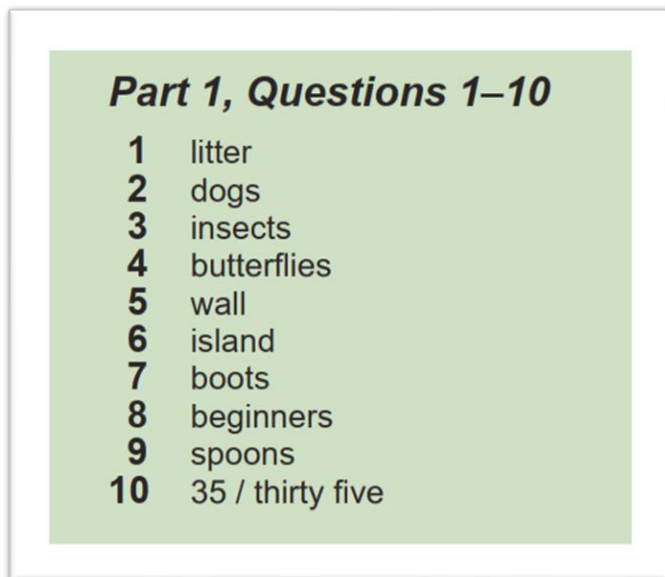 Part 1, Questions 1–10
1 litter
2 dogs
3 insects
4 butterflies
5 wall
6 island
7 boots
8 beginners
9 spoons
10 35 / thirty five